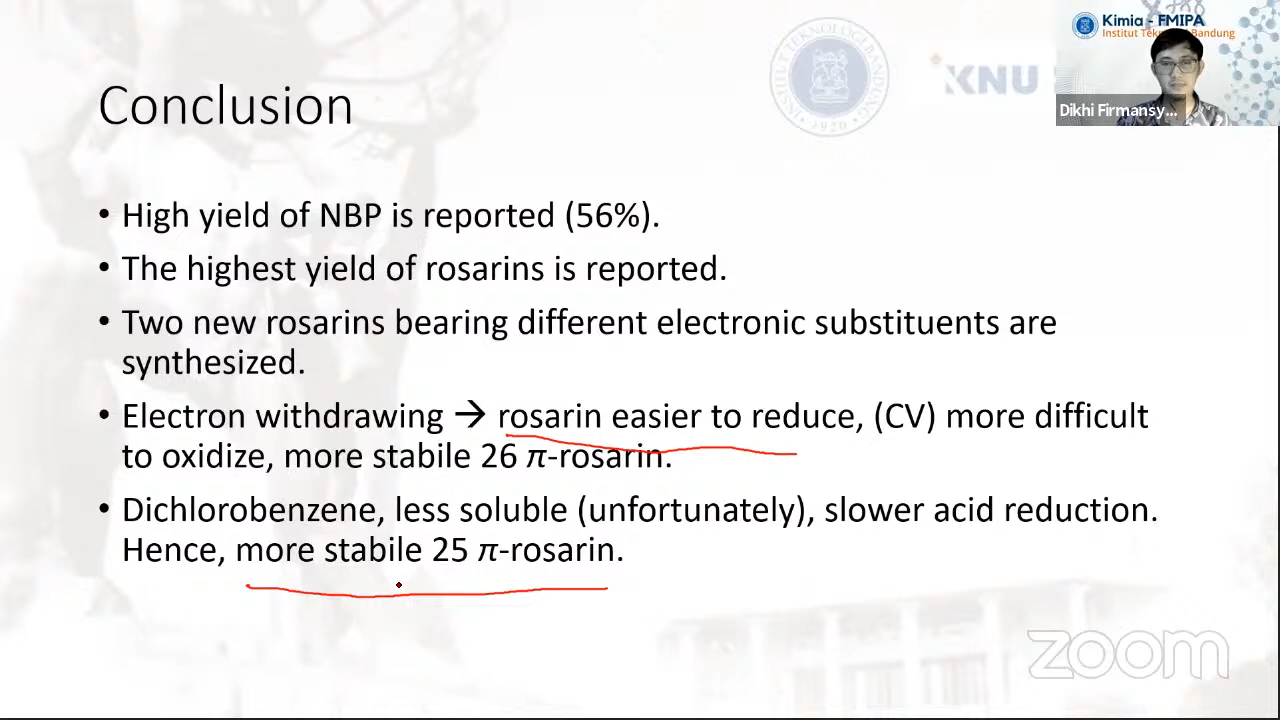 Kimia - FMIPA
Institut Teknologi Bandung
KNU
Dikhi Firmansy...
Conclusion
• High yield of NBP is reported (56%).
• The highest yield of rosarins is reported.
• Two new rosarins bearing different electronic substituents are
synthesized.
• Electron withdrawing → rosarin easier to reduce, (CV) more difficult
to oxidize, more stabile 26 π-rosarin.
• Dichlorobenzene, less soluble (unfortunately), slower acid reduction.
Hence, more stabile 25 π-rosarin.
zoom